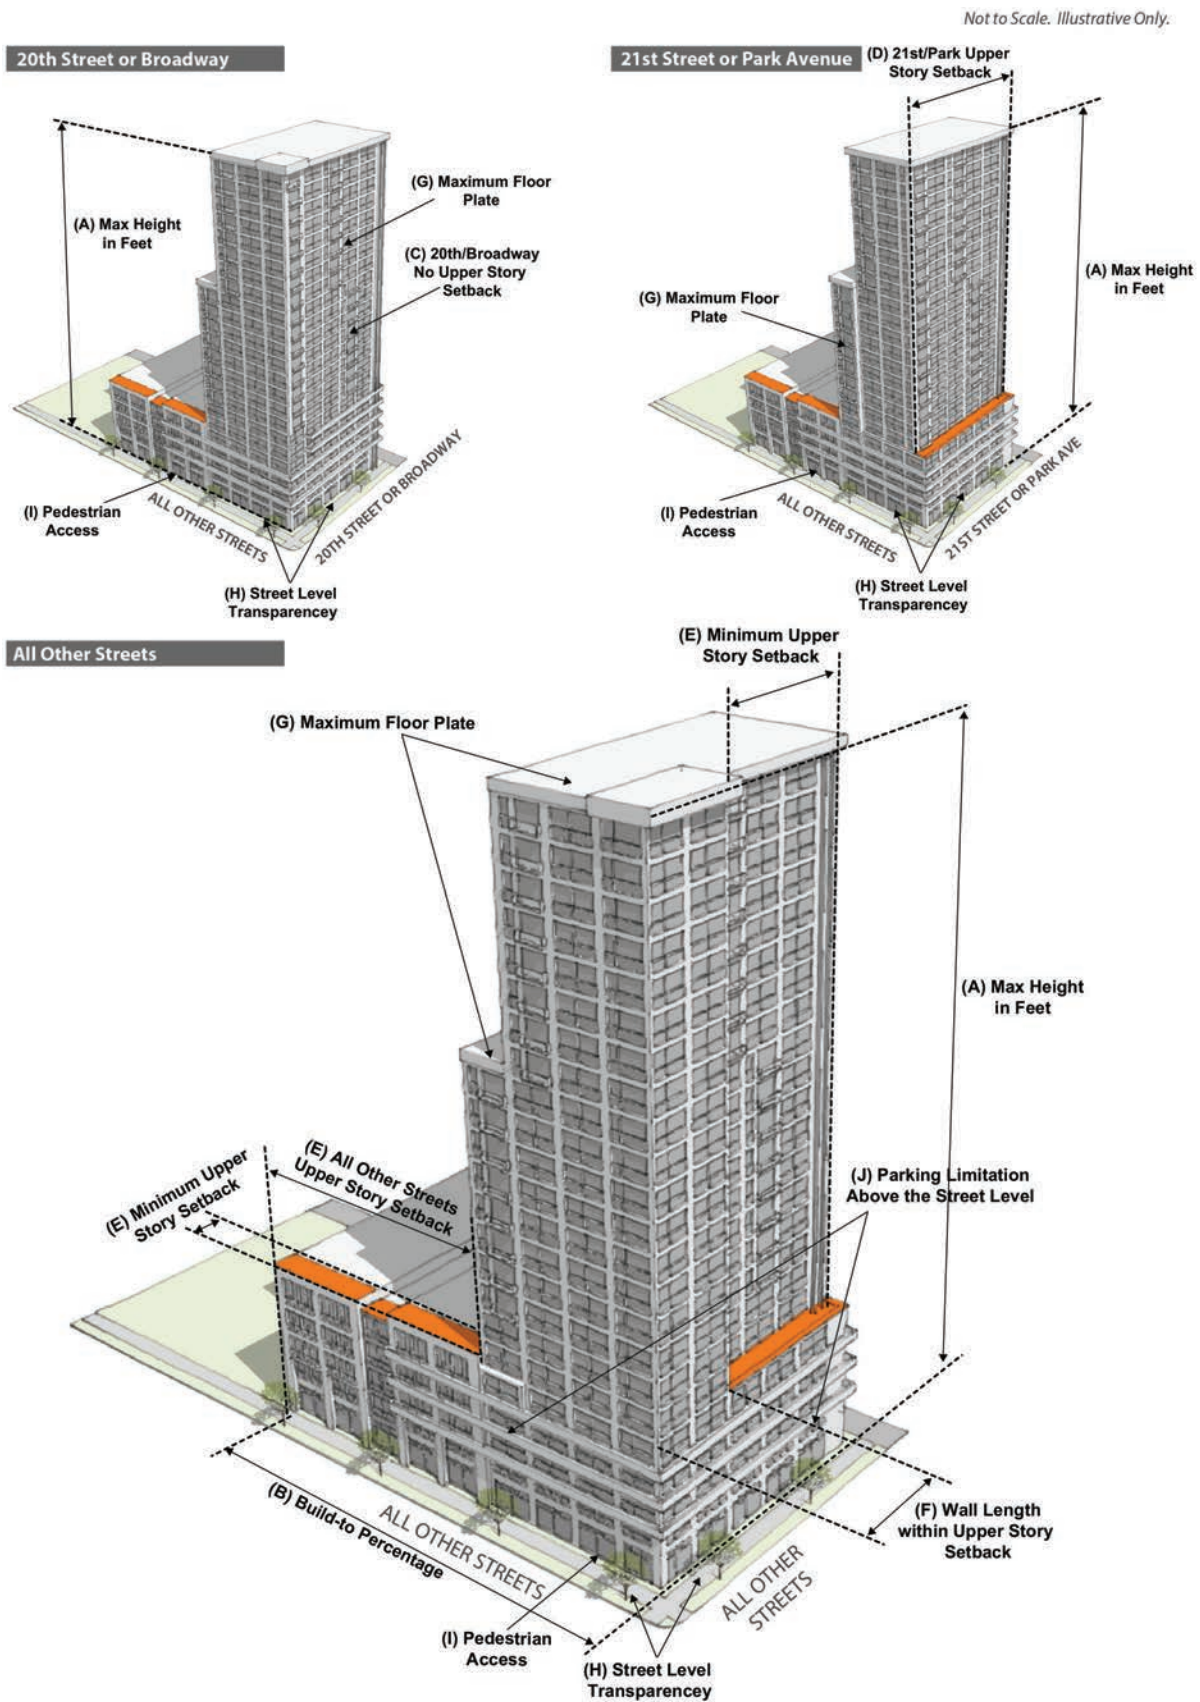 Not to Scale. Illustrative Only.
20th Street or Broadway
(A) Max Height
in Feet
(G) Maximum Floor
Plate
(C) 20th/Broadway
No Upper Story
Setback
(I) Pedestrian
Access
ALL OTHER STREETS
20TH STREET OR BROADWAY
(H) Street Level
Transparencey
21st Street or Park Avenue
(D) 21st/Park Upper
Story Setback
(A) Max Height
in Feet
(G) Maximum Floor
Plate
(I) Pedestrian
Access
ALL OTHER STREETS
21ST STREET OR PARK AVE
(H) Street Level
Transparencey
All Other Streets
(E) Minimum Upper
Story Setback
(G) Maximum Floor Plate
(A) Max Height
in Feet
(E) All Other Streets
Upper Story Setback
(E) Minimum Upper
Story Setback
(J) Parking Limitation
Above the Street Level
(B) Build-to Percentage
ALL OTHER STREETS
(F) Wall Length
within Upper Story
Setback
ALL OTHER
STREETS
(I) Pedestrian
Access
(H) Street Level
Transparencey